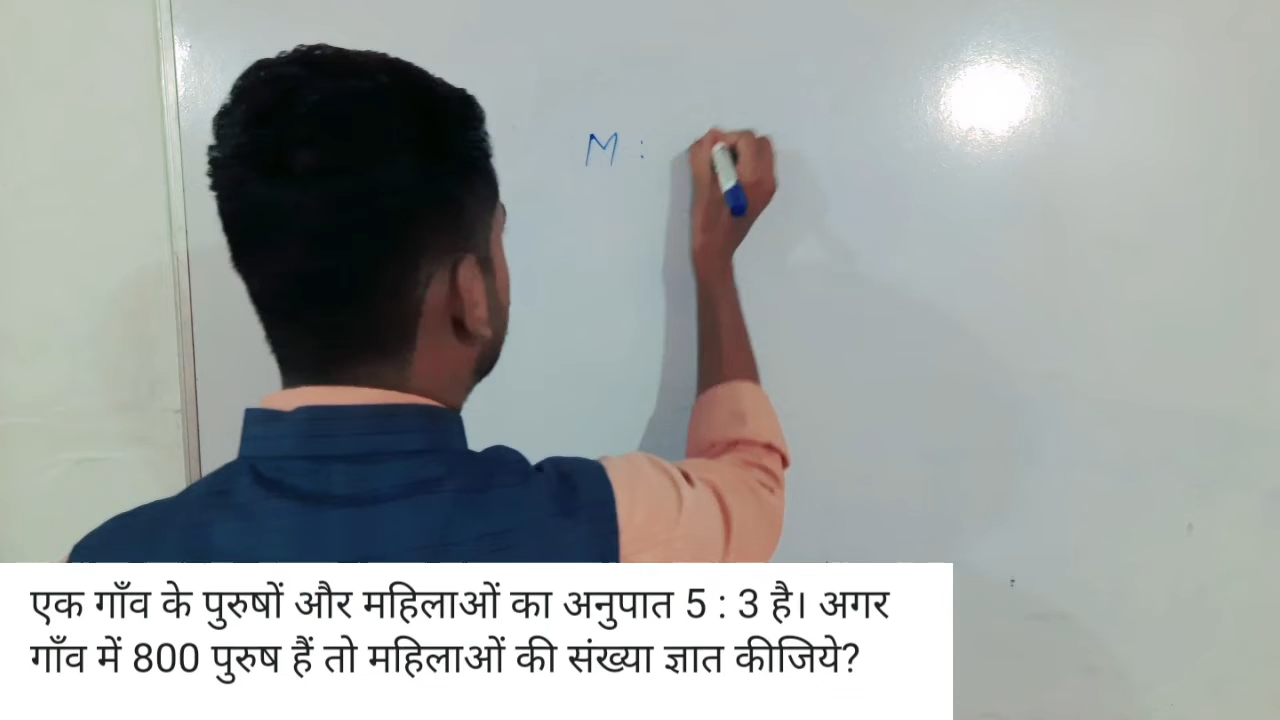 M :
एक गाँव के पुरुषों और महिलाओं का अनुपात 5 : 3 है। अगर
गाँव में 800 पुरुष हैं तो महिलाओं की संख्या ज्ञात कीजिये?